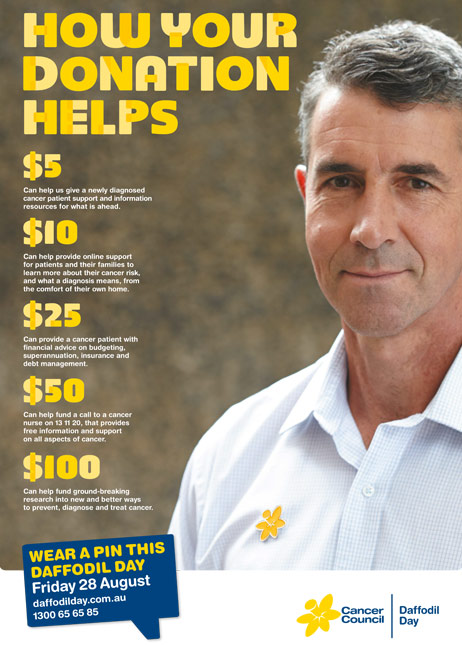 HOW YOUR
DONATION
HELPS
$5
Can help us give a newly diagnosed
cancer patient support and information
resources for what is ahead.
$10
Can help provide online support
for patients and their families to
learn more about their cancer risk,
and what a diagnosis means, from
the comfort of their own home.
$25
Can provide a cancer patient with
financial advice on budgeting,
superannuation, insurance and
debt management.
$50
Can help fund a call to a cancer
nurse on 13 11 20, that provides
free information and support
on all aspects of cancer.
$100
Can help fund ground-breaking
research into new and better ways
to prevent, diagnose and treat cancer.
WEAR A PIN THIS
DAFFODIL DAY
Friday 28 August
daffodilday.com.au
1300 65 65 85
Cancer
Council
Daffodil
Day